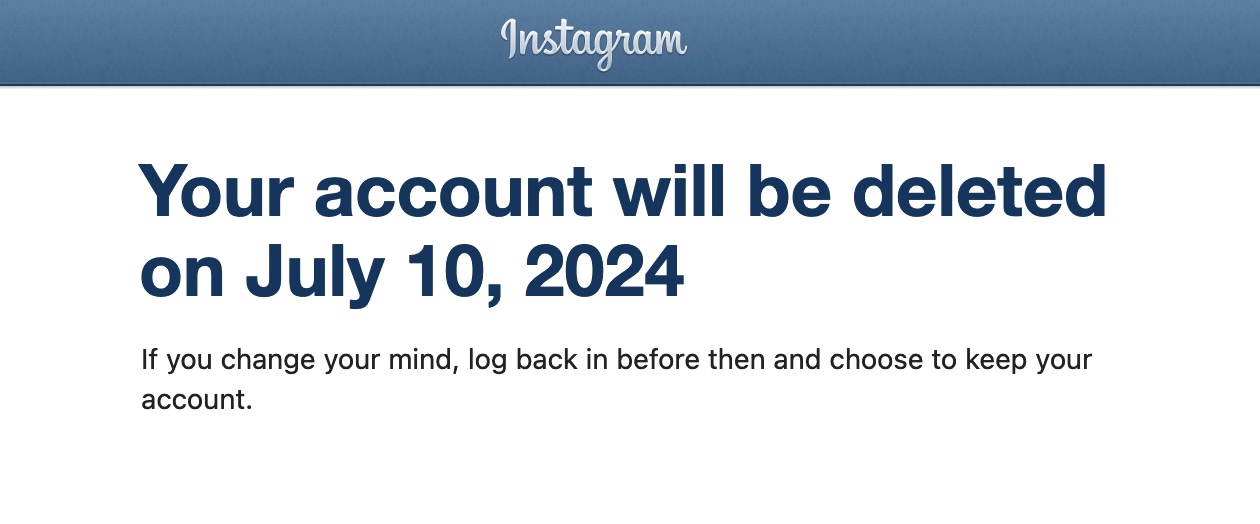 Instagram
Your account will be deleted
on July 10, 2024
If you change your mind, log back in before then and choose to keep your
account.